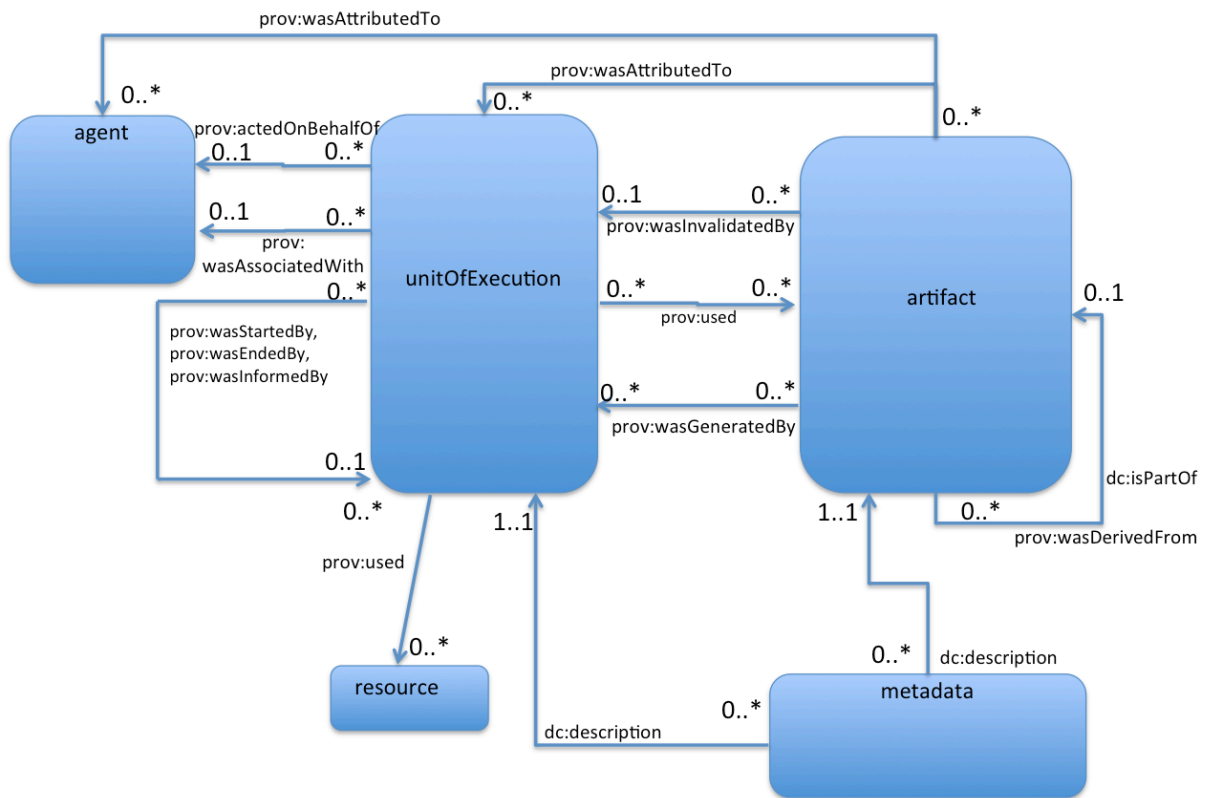 prov:wasAttributedTo
prov:wasAttributedTo
0..*
0..*
0..*
agent
prov:actedOnBehalfOf
0..1
0..*
0..1
0..*
0..1
0..*
prov:wasInvalidatedBy
prov:
wasAssociatedWith
unitOfExecution
artifact
0..*
0..*
0..*
0..1
prov:used
prov:wasStartedBy,
prov:wasEndedBy,
prov:wasInformedBy
0..*
0..*
prov:wasGeneratedBy
0..1
dc:isPartOf
0..*
1..1
1..1
0..*
prov:wasDerivedFrom
prov:used
0..*
0..*
dc:description
resource
metadada
0..*
dc:description